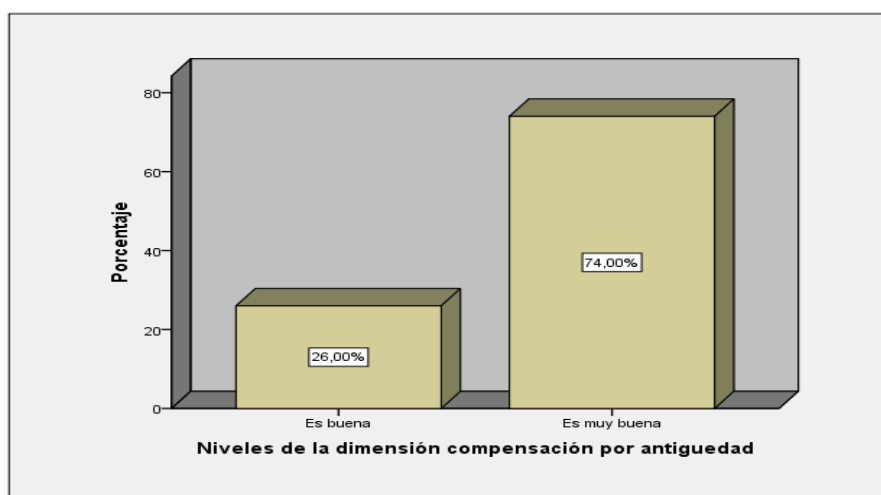 80
60
40
20
0
Porcentaje
26,00%
74,00%
Es buena
Es muy buena
Niveles de la dimensión compensación por antiguedad